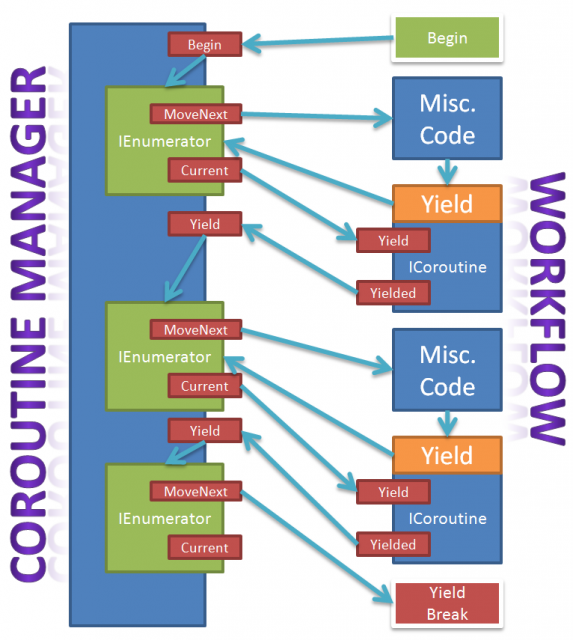 COROUTINE MANAGER
Begin
Begin
MoveNext
IEnumerator
Current
Misc.
Code
Yield
Yield
ICoroutine
Yielded
Yield
MoveNext
IEnumerator
Current
Misc.
Code
Yield
Yield
ICoroutine
Yielded
Yield
MoveNext
IEnumerator
Current
Yield
Break
WORKFLOW